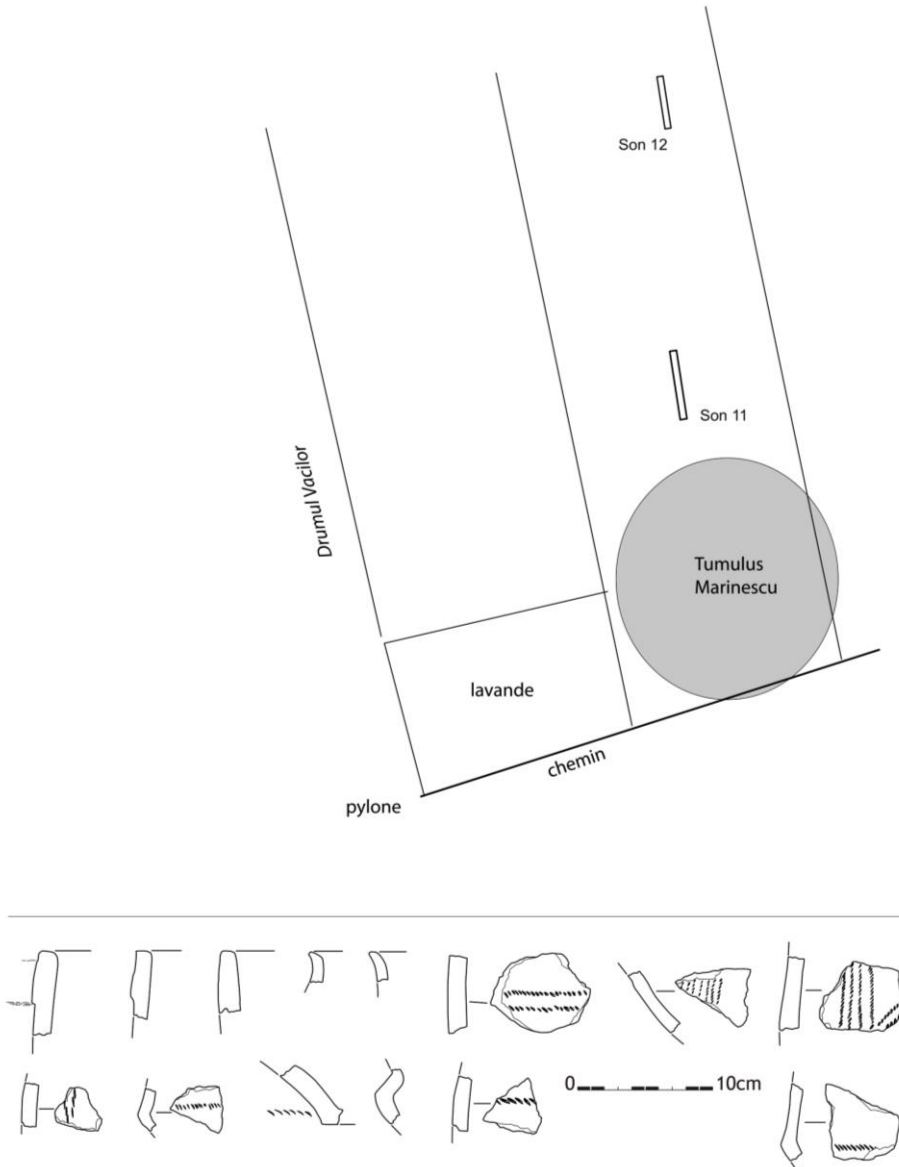 Son 12
Son 11
Drumul Vacilor
Tumulus
Marinescu
lavande
chemin
pylone
0 10cm